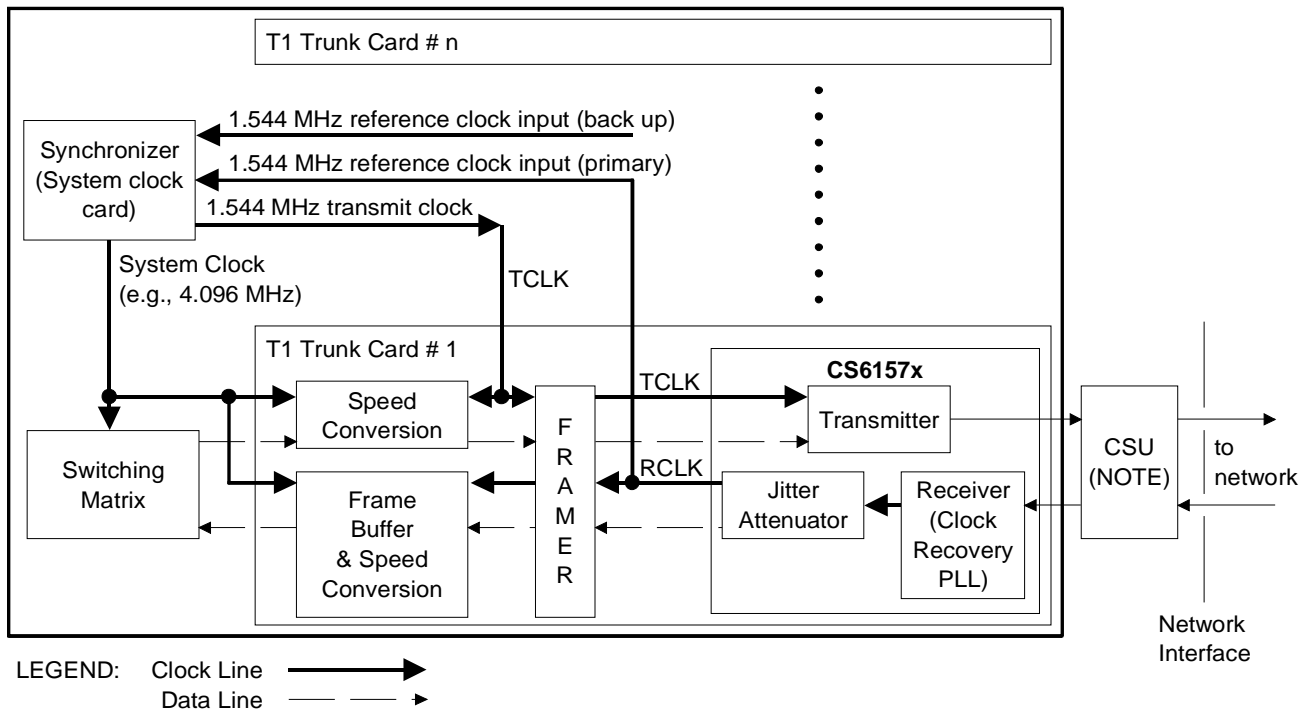 T1 Trunk Card # n
1.544 MHz reference clock input (back up)
Synchronizer
(System clock
card)
1.544 MHz reference clock input (primary)
1.544 MHz transmit clock
System Clock
(e.g., 4.096 MHz)
TCLK
T1 Trunk Card # 1
CS6157x
Speed
Conversion
TCLK
Transmitter
FRAMER
Switching
Matrix
Frame
Buffer
& Speed
Conversion
RCLK
Jitter
Attenuator
Receiver
(Clock
Recovery
PLL)
CSU
(NOTE)
to
network
Network
Interface
LEGEND:
Clock Line
Data Line